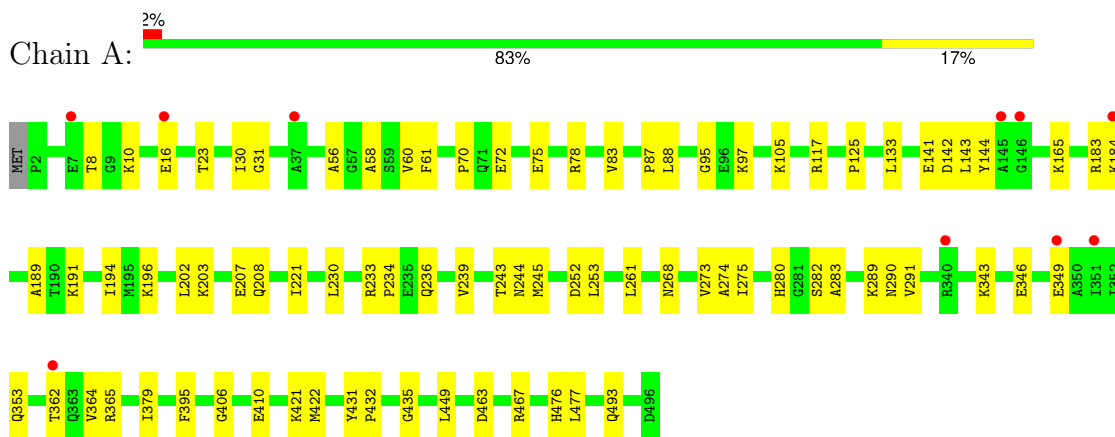 2%
Chain A:
83% 17%
MET P2 E7 T8 G9 K10 E16 T23 I30 G31 A37 A56 G57 A58 S59 V60 F61 P70 Q71 E72 E75 R78 V83 P87 L88 G95 E96 K97 K105 R117 P125 L133 E141 D142 L143 Y144 A145 G146 K165 R183 K184
A189 T190 K191 I194 M195 K196 L202 K203 E207 Q208 I221 L230 R233 P234 E235 Q236 V239 T243 N244 M245 D252 L253 L261 N268 V273 A274 I275 H280 G281 S282 A283 K289 N290 V291 R340 K343 E346 E349 A350 I351 I352
Q353 T362 Q363 V364 R365 I379 F395 G406 E410 K421 M422 Y431 P432 G435 L449 D463 R467 H476 L477 Q493 D496